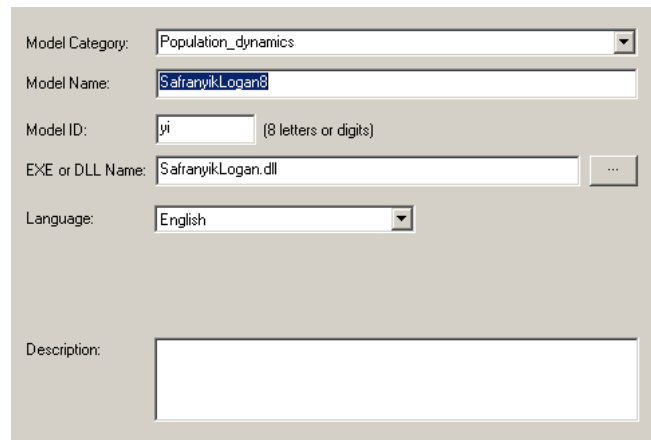 Model Category: Population_dynamics
Model Name: SafranyikLogan8
Model ID: yi (8 letters or digits)
EXE or DLL Name: SafranyikLogan.dll ...
Language: English
Description: